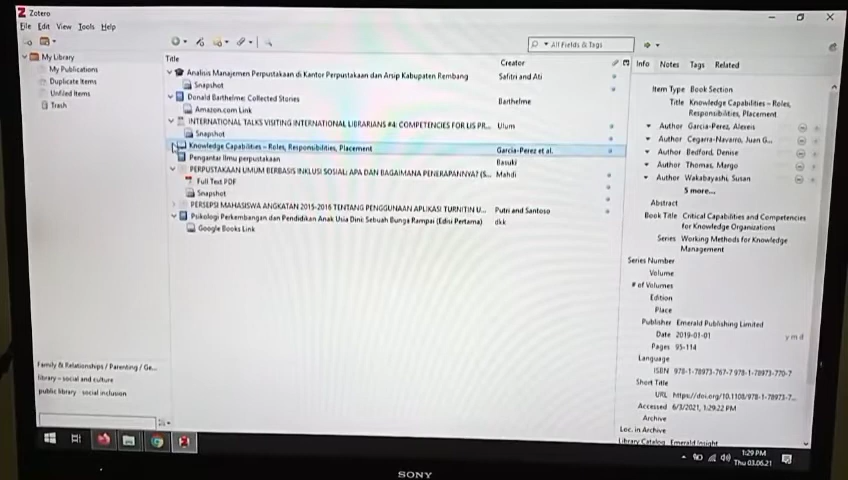 Zotero
File Edit View Tools Help
All Fields & Tags
My Library
My Publications
Duplicate Items
Unfiled Items
Trash
Title Creator
Analisis Manajemen Perpustakaan di Kantor Perpustakaan dan Arsip Kabupaten Rembang Safitri and Ati
Snapshot
Donald Barthelme: Collected Stories Barthelme
Amazon.com Link
INTERNATIONAL TALKS VISITING INTERNATIONAL LIBRARIANS #4: COMPETENCIES FOR US PR... Ulum
Snapshot
Knowledge Capabilities – Roles, Responsibilities, Placement Garcia-Perez et al.
Pengantar Ilmu perpustakaan Basuki
PERPUSTAKAAN UMUM BERBASIS INKLUSI SOSIAL: APA DAN BAGAIMANA PENERAPANNYA? (S... Mahdi
Full Text PDF
Snapshot
PERSEPSI MAHASISWA ANGKATAN 2015-2016 TENTANG PENGGUNAAN APLIKASI TURNITIN U... Putri and Santoso
Psikologi Perkembangan dan Pendidikan Anak Usia Dini: Sebuah Bunga Rampai (Edisi Pertama) dkk
Google Books Link
Family & Relationships / Parenting / Ge...
library – social and culture
public library - social inclusion
Info Notes Tags Related
Item Type Book Section
Title Knowledge Capabilities – Roles,
Responsibilities, Placement
Author Garcia-Perez, Alexeis
Author Cegarra-Navarro, Juan G...
Author Bedford, Denise
Author Thomas, Margo
Author Wakabayashi, Susan
5 more...
Abstract
Book Title Critical Capabilities and Competencies
for Knowledge Organizations
Series Working Methods for Knowledge
Management
Series Number
Volume
# of Volumes
Edition
Place
Publisher Emerald Publishing Limited
Date 2019-01-01 y m d
Pages 95-114
Language
ISBN 978-1-78973-767-7 978-1-78973-770-7
Short Title
URL https://doi.org/10.1108/978-1-78973-7...
Accessed 6/3/2021, 1:29:22 PM
Archive
Loc. in Archive
Library Catalog Emerald Insight
1:29 PM
Thu 03.06.21
SONY